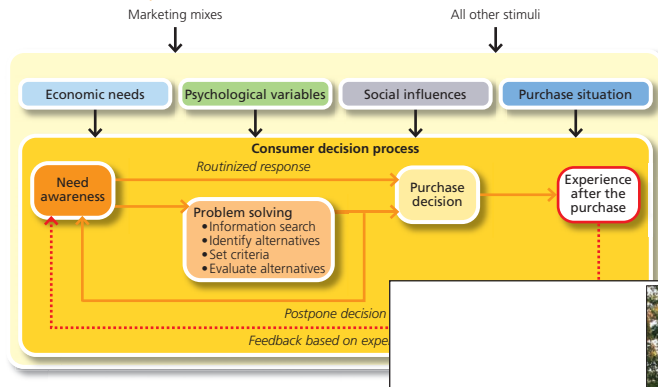 Marketing mixes
All other stimuli
Economic needs
Psychological variables
Social influences
Purchase situation
Consumer decision process
Routinized response
Need
awareness
Problem solving
•Information search
•Identify alternatives
•Set criteria
•Evaluate alternatives
Purchase
decision
Experience
after the
purchase
Postpone decision
Feedback based on expe